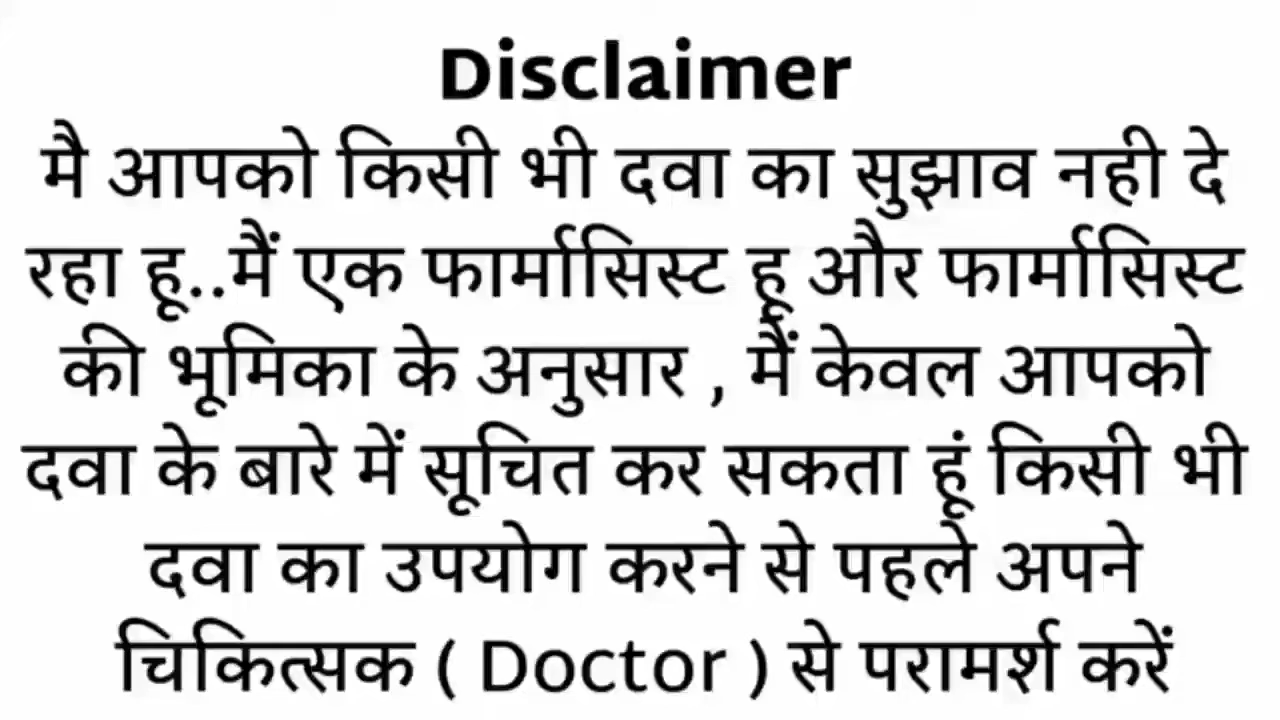 Disclaimer
मै आपको किसी भी दवा का सुझाव नही दे
रहा हू..मैं एक फार्मासिस्ट हू और फार्मासिस्ट
की भूमिका के अनुसार , मैं केवल आपको
दवा के बारे में सूचित कर सकता हूं किसी भी
दवा का उपयोग करने से पहले अपने
चिकित्सक ( Doctor ) से परामर्श करें